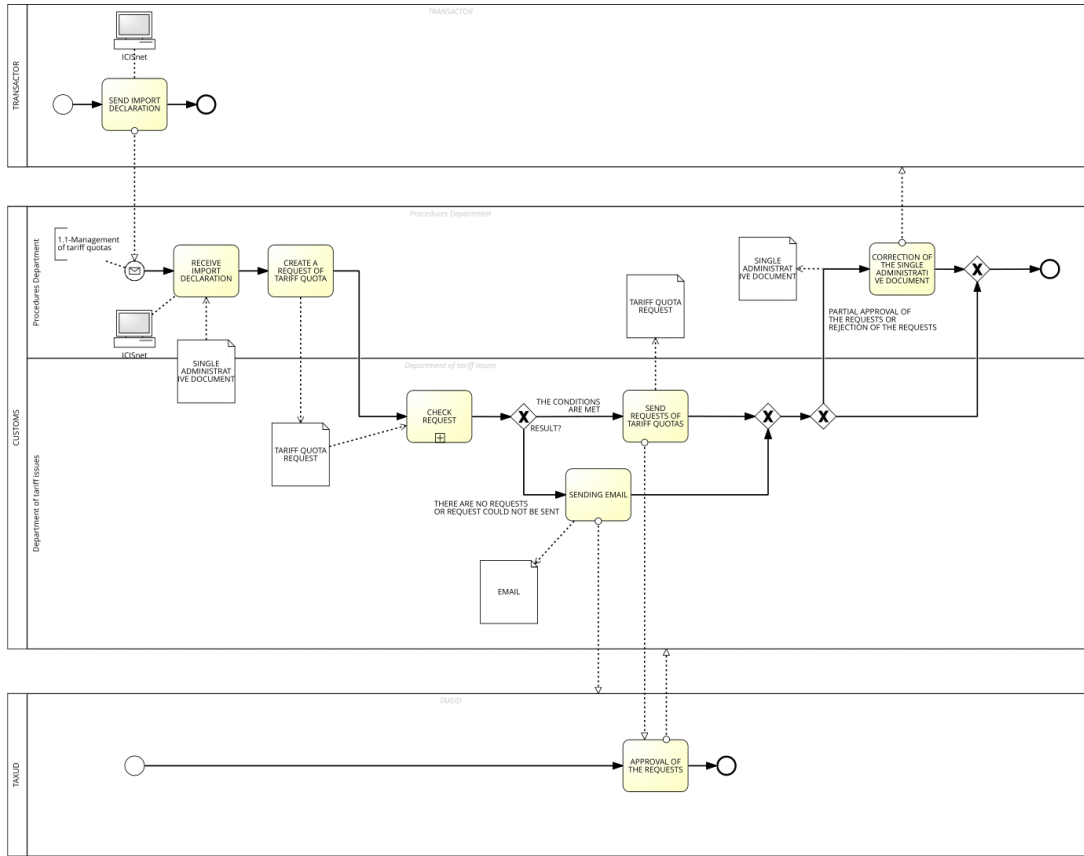 TRANSACTOR
TRANSACTOR
ICISnet
SEND IMPORT
DECLARATION
CUSTOMS
Procedures Department
Procedures Department
1.1-Management
of tariff quotas
RECEIVE
IMPORT
DECLARATION
CREATE A
REQUEST OF
TARIFF QUOTA
ICISnet
SINGLE
ADMINISTRAT
IVE DOCUMENT
TARIFF QUOTA
REQUEST
SINGLE
ADMINISTRAT
IVE DOCUMENT
CORRECTION OF
THE SINGLE
ADMINISTRATI
VE DOCUMENT
PARTIAL APPROVAL OF
THE REQUESTS OR
REJECTION OF THE REQUESTS
Department of tariff issues
Department of tariff issues
TARIFF QUOTA
REQUEST
CHECK
REQUEST
THE CONDITIONS
ARE MET
RESULT?
SEND
REQUESTS OF
TARIFF QUOTAS
THERE ARE NO REQUESTS
OR REQUEST COULD NOT BE SENT
SENDING EMAIL
EMAIL
TAXUD
TAXUD
APPROVAL OF
THE REQUESTS